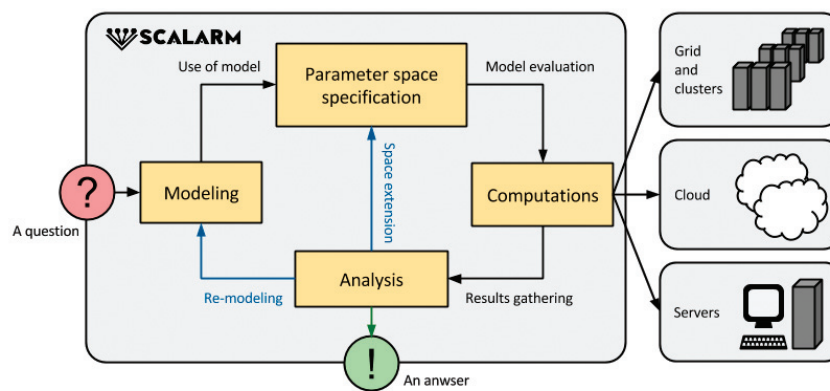 SCALARM
Use of model
Parameter space
specification
Model evaluation
Grid
and
clusters
?
Modeling
Space extension
Computations
Cloud
A question
Analysis
Re-modeling
Results gathering
Servers
!
An anwser